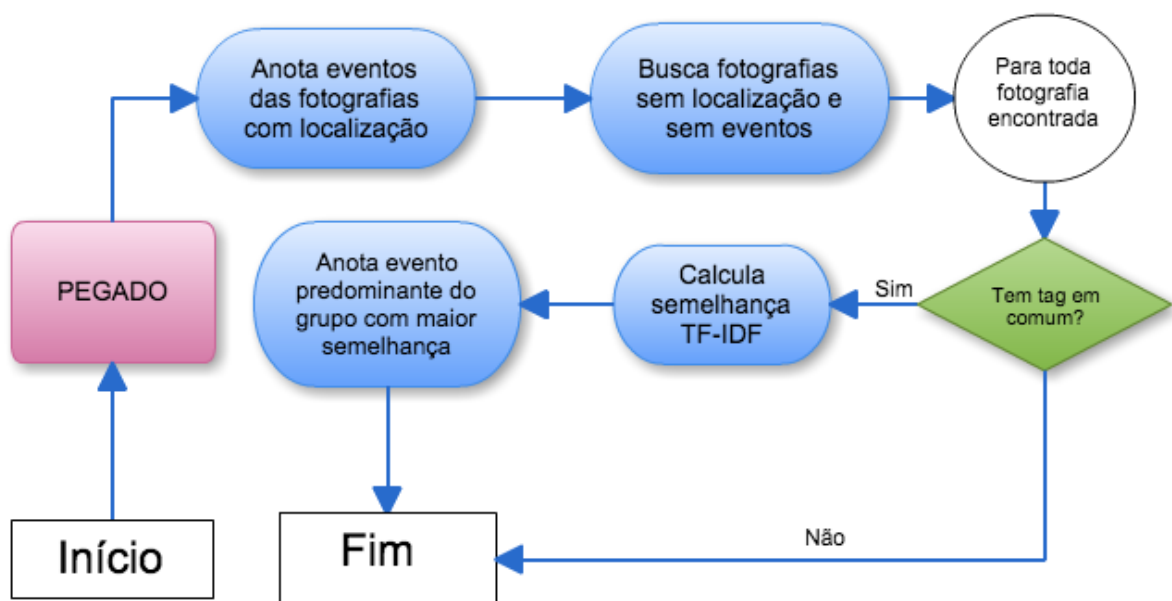 Anota eventos
das fotografias
com localização
Busca fotografias
sem localização e
sem eventos
Para toda
fotografia
encontrada
PEGADO
Anota evento
predominante do
grupo com maior
semelhança
Calcula
semelhança
TF-IDF
Sim
Tem tag em
comum?
Início
Fim
Não